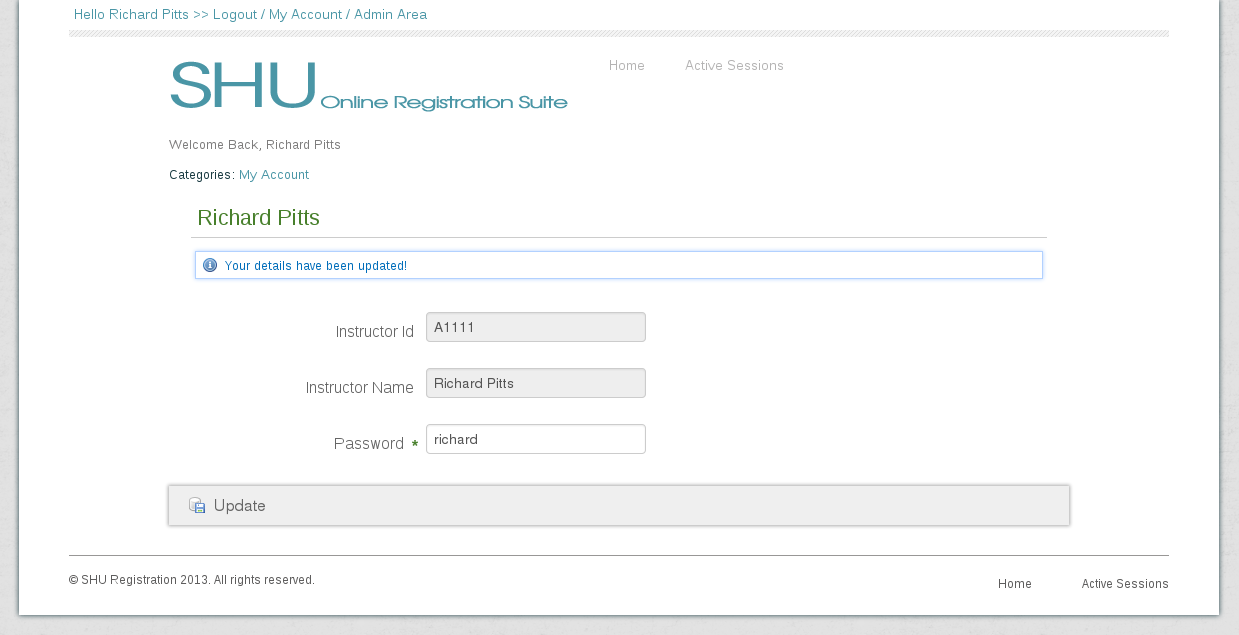 Hello Richard Pitts >> Logout / My Account / Admin Area
SHU Online Registration Suite
Home Active Sessions
Welcome Back, Richard Pitts
Categories: My Account
Richard Pitts
Your details have been updated!
Instructor Id A1111
Instructor Name Richard Pitts
Password * richard
Update
© SHU Registration 2013. All rights reserved.
Home Active Sessions